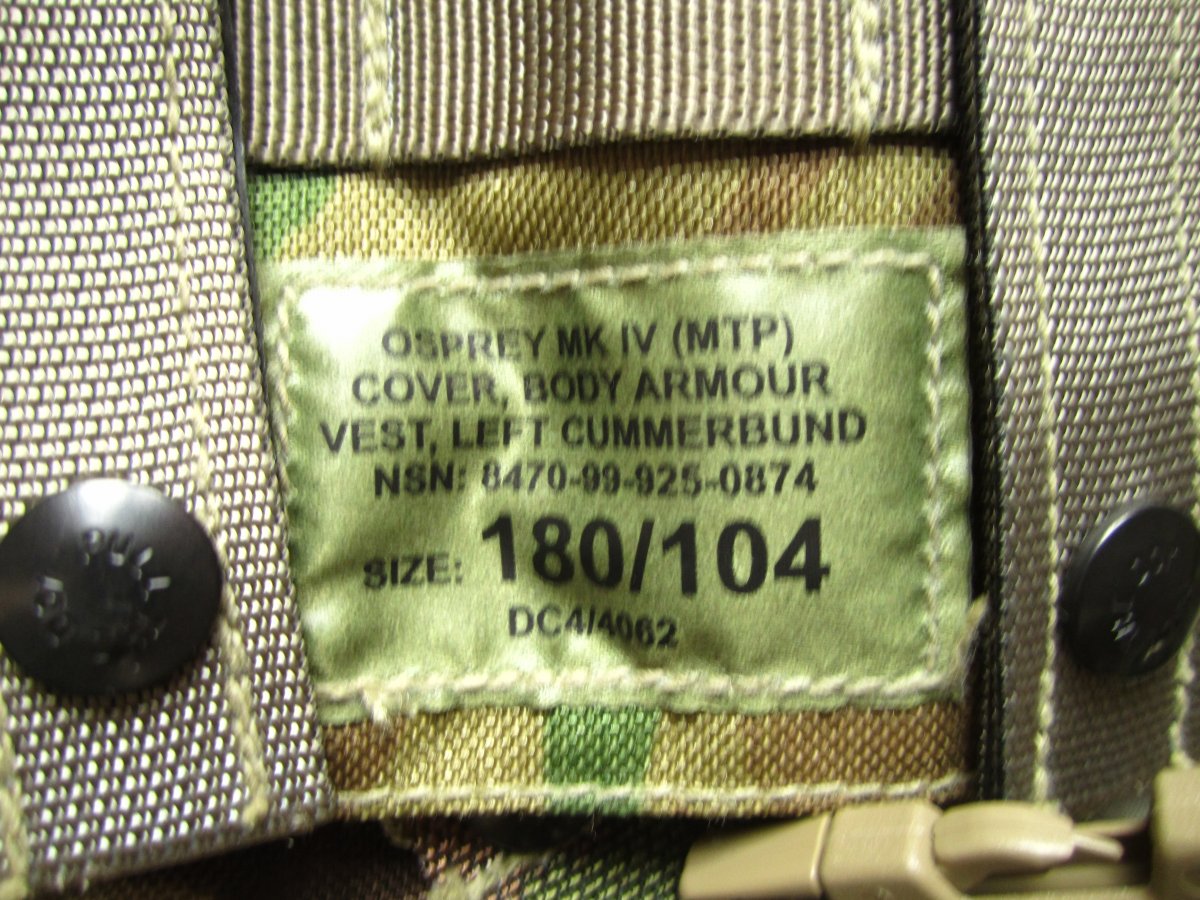 OSPREY MK IV (MTP)
COVER, BODY ARMOUR
VEST, LEFT CUMMERBUND
NSN: 8470-99-925-0874
SIZE: 180/104
DC4/4062
PULL